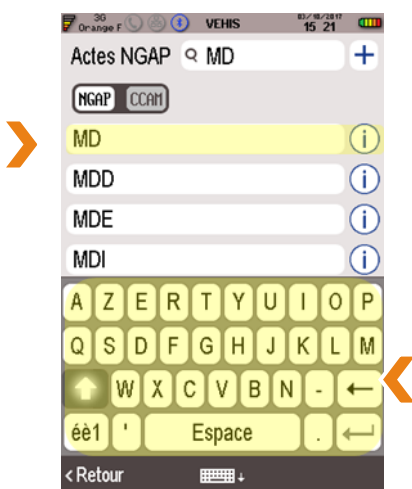 3G
Orange F VEHIS 03/10/2017
15 21
Actes NGAP MD +
NGAP CCAM
MD i
MDD i
MDE i
MDI i
A Z E R T Y U I O P
Q S D F G H J K L M
W X C V B N - ←
éè1 ' Espace .
< Retour